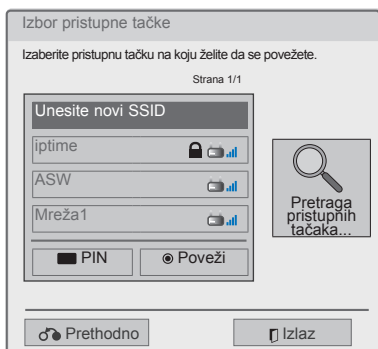 Izbor pristupne tačke
Izaberite pristupnu tačku na koju želite da se povežete.
Strana 1/1
Unesite novi SSID
iptime
ASW
Mreža1
PIN
Poveži
Pretraga
pristupnih
tačaka...
Prethodno
Izlaz